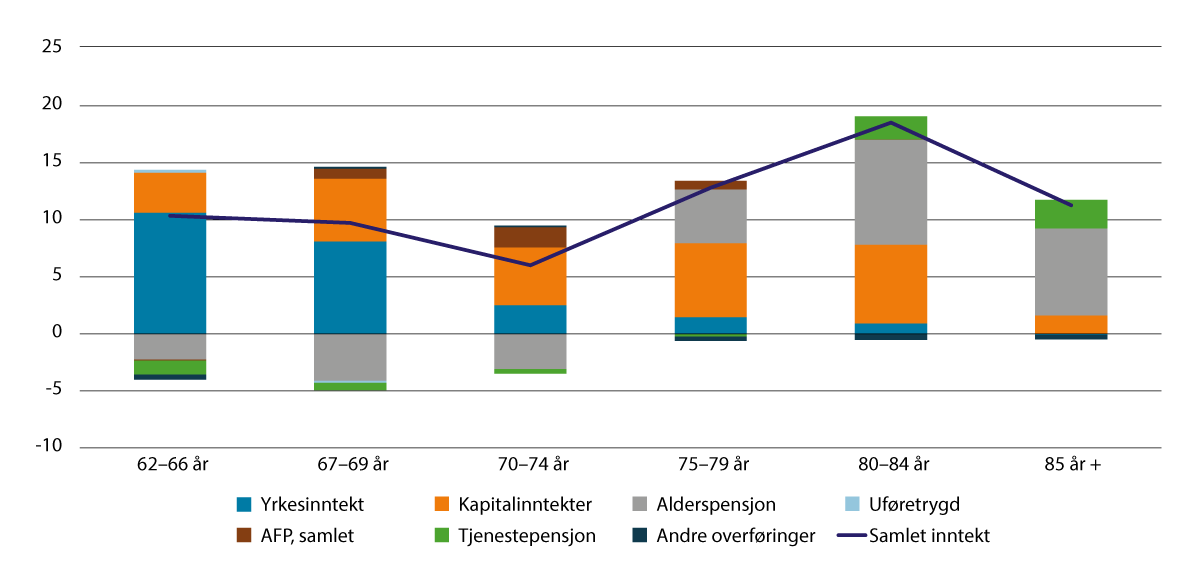 25
20
15
10
5
0
-5
-10
62–66 år 67–69 år 70–74 år 75–79 år 80–84 år 85 år +
Yrkesinntekt Kapitalinntekter Alderspensjon Uføretrygd
AFP, samlet Tjenestepensjon Andre overføringer Samlet inntekt